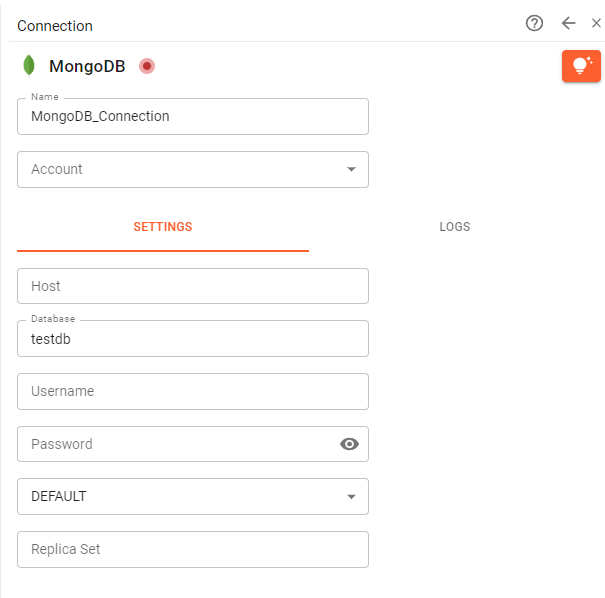 Connection
MongoDB
Name
MongoDB_Connection
Account
SETTINGS
LOGS
Host
Database
testdb
Username
Password
DEFAULT
Replica Set